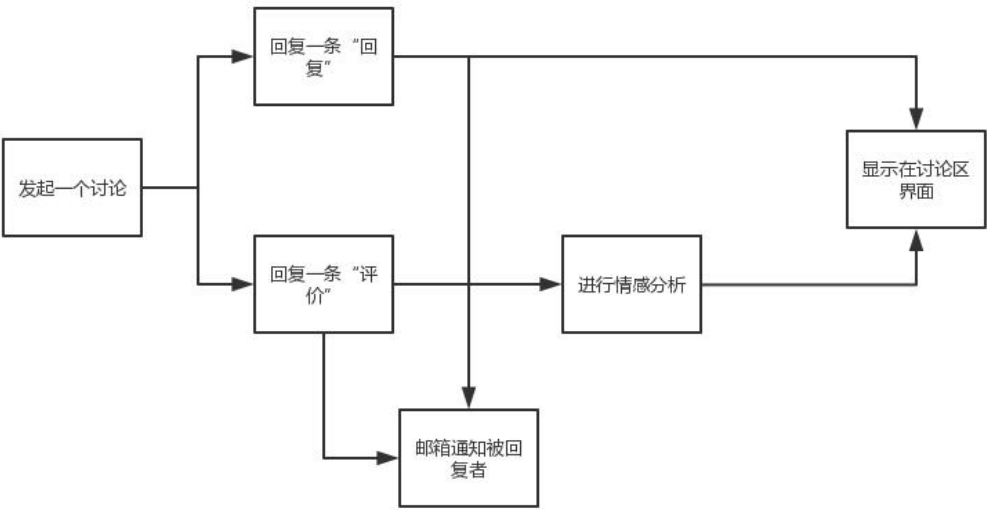 回复一条“回
复”
发起一个讨论
显示在讨论区
界面
回复一条“评
价”
进行情感分析
邮箱通知被回
复者